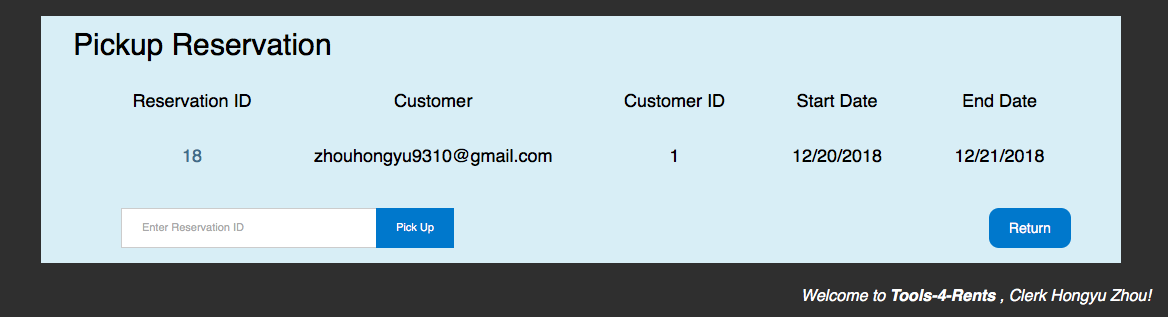 Pickup Reservation
Reservation ID Customer Customer ID Start Date End Date
18 zhouhongyu9310@gmail.com 1 12/20/2018 12/21/2018
Enter Reservation ID Pick Up Return
Welcome to Tools-4-Rents , Clerk Hongyu Zhou!